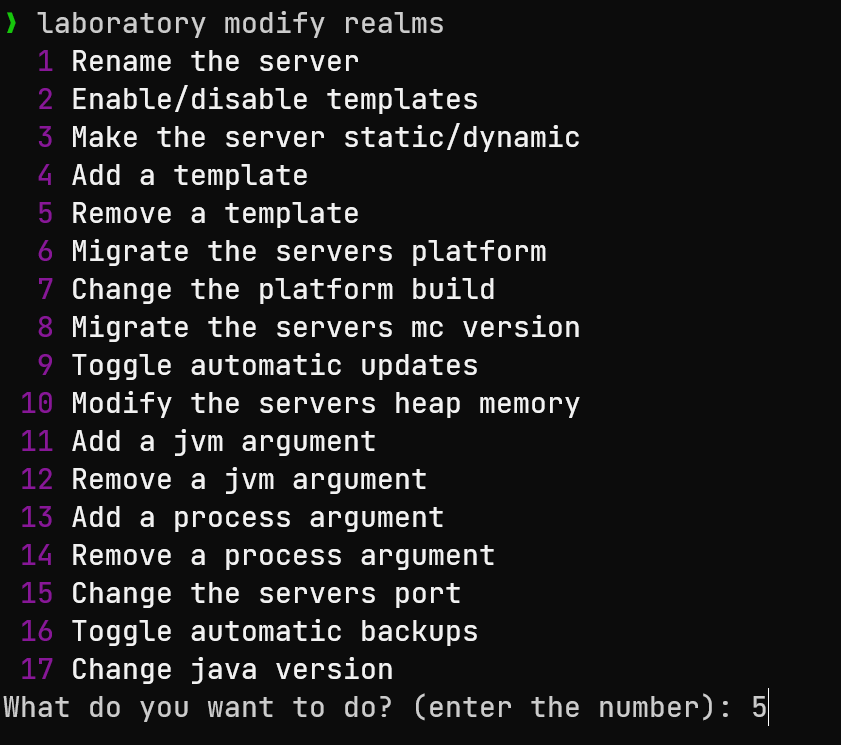 ❯ laboratory modify realms
1 Rename the server
2 Enable/disable templates
3 Make the server static/dynamic
4 Add a template
5 Remove a template
6 Migrate the servers platform
7 Change the platform build
8 Migrate the servers mc version
9 Toggle automatic updates
10 Modify the servers heap memory
11 Add a jvm argument
12 Remove a jvm argument
13 Add a process argument
14 Remove a process argument
15 Change the servers port
16 Toggle automatic backups
17 Change java version
What do you want to do? (enter the number): 5